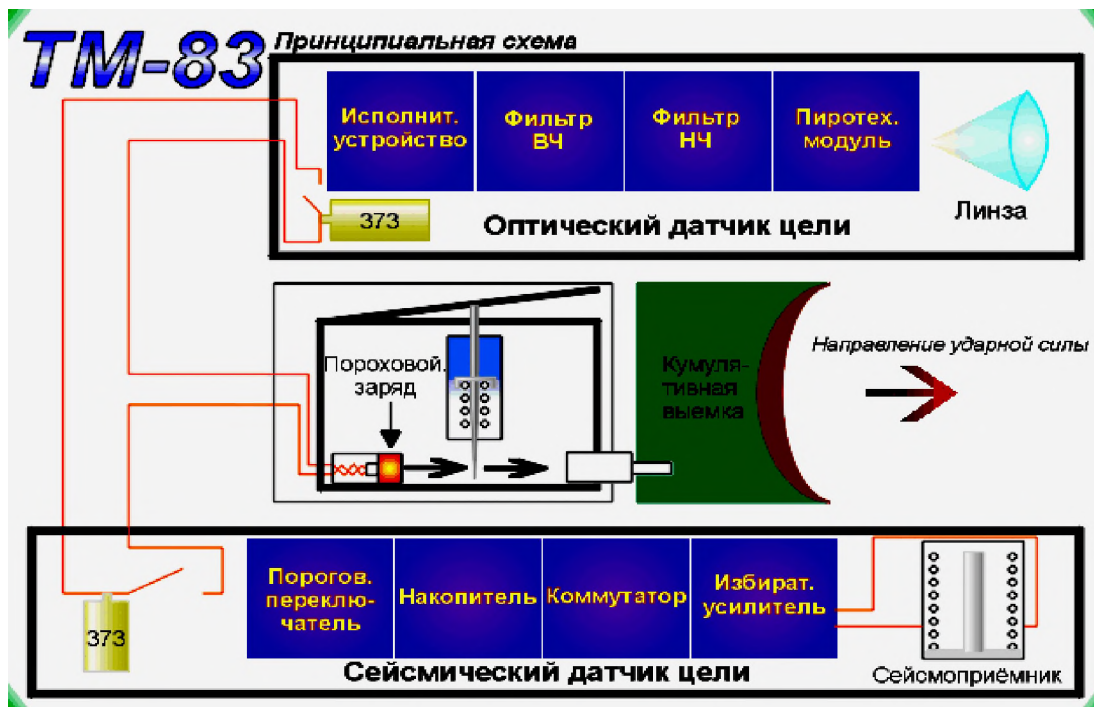 ТМ-83
Принципиальная схема
Исполнит.
устройство
Фильтр
ВЧ
Фильтр
НЧ
Пиротех.
модуль
Линза
373
Оптический датчик цели
Пороховой.
заряд
Кумуля-
тивная
выемка
Направление ударной силы
373
Порогов.
переклю-
чатель
Накопитель
Коммутатор
Избират.
усилитель
Сейсмоприёмник
Сейсмический датчик цели